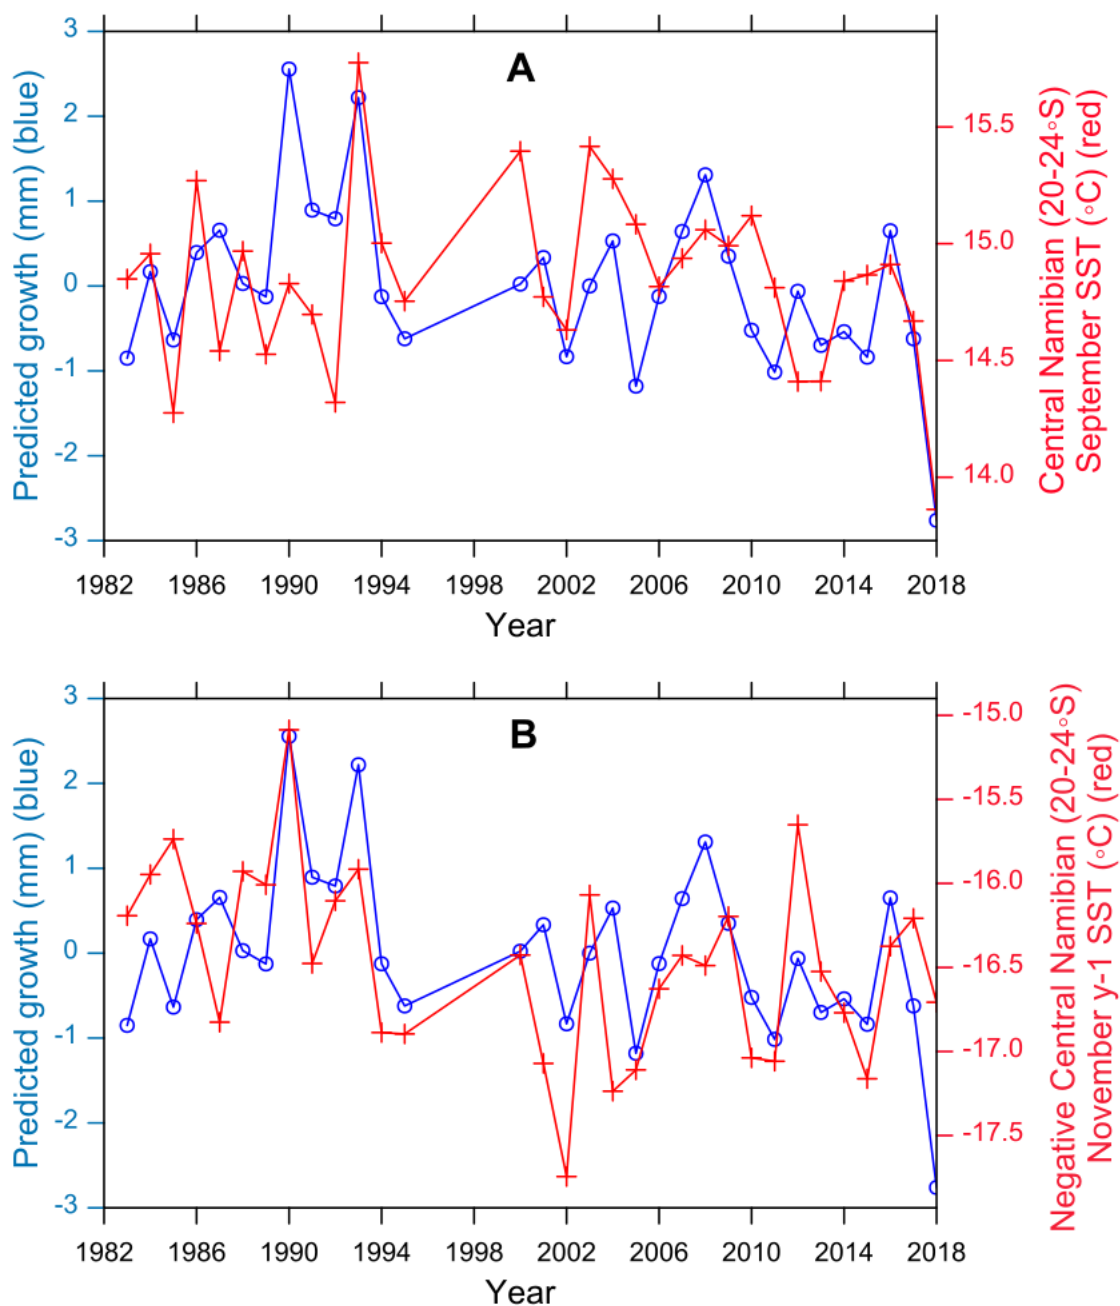 A
Predicted growth (mm) (blue)
3
2
1
0
-1
-2
-3
15.5
15.0
14.5
14.0
Central Namibian (20-24°S)
September SST (°C) (red)
1982 1986 1990 1994 1998 2002 2006 2010 2014 2018
Year
B
Predicted growth (mm) (blue)
3
2
1
0
-1
-2
-3
-15.0
-15.5
-16.0
-16.5
-17.0
-17.5
Negative Central Namibian (20-24°S)
November y-1 SST (°C) (red)
1982 1986 1990 1994 1998 2002 2006 2010 2014 2018
Year